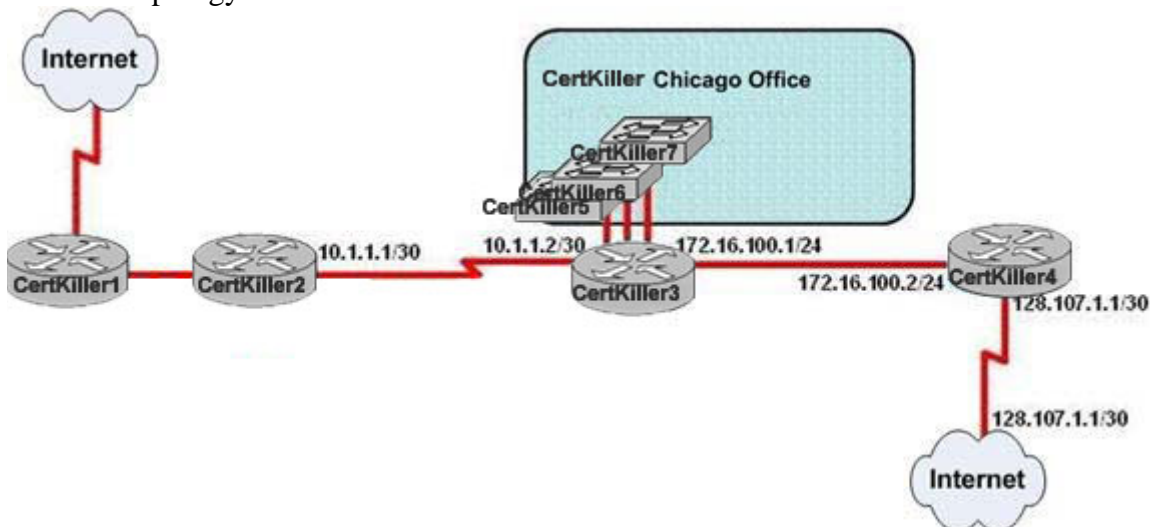 Internet
CertKiller Chicago Office
CertKiller7
CertKiller6
CertKiller5
10.1.1.1/30
10.1.1.2/30
172.16.100.1/24
CertKiller1
CertKiller2
CertKiller3
172.16.100.2/24
CertKiller4
128.107.1.1/30
128.107.1.1/30
Internet